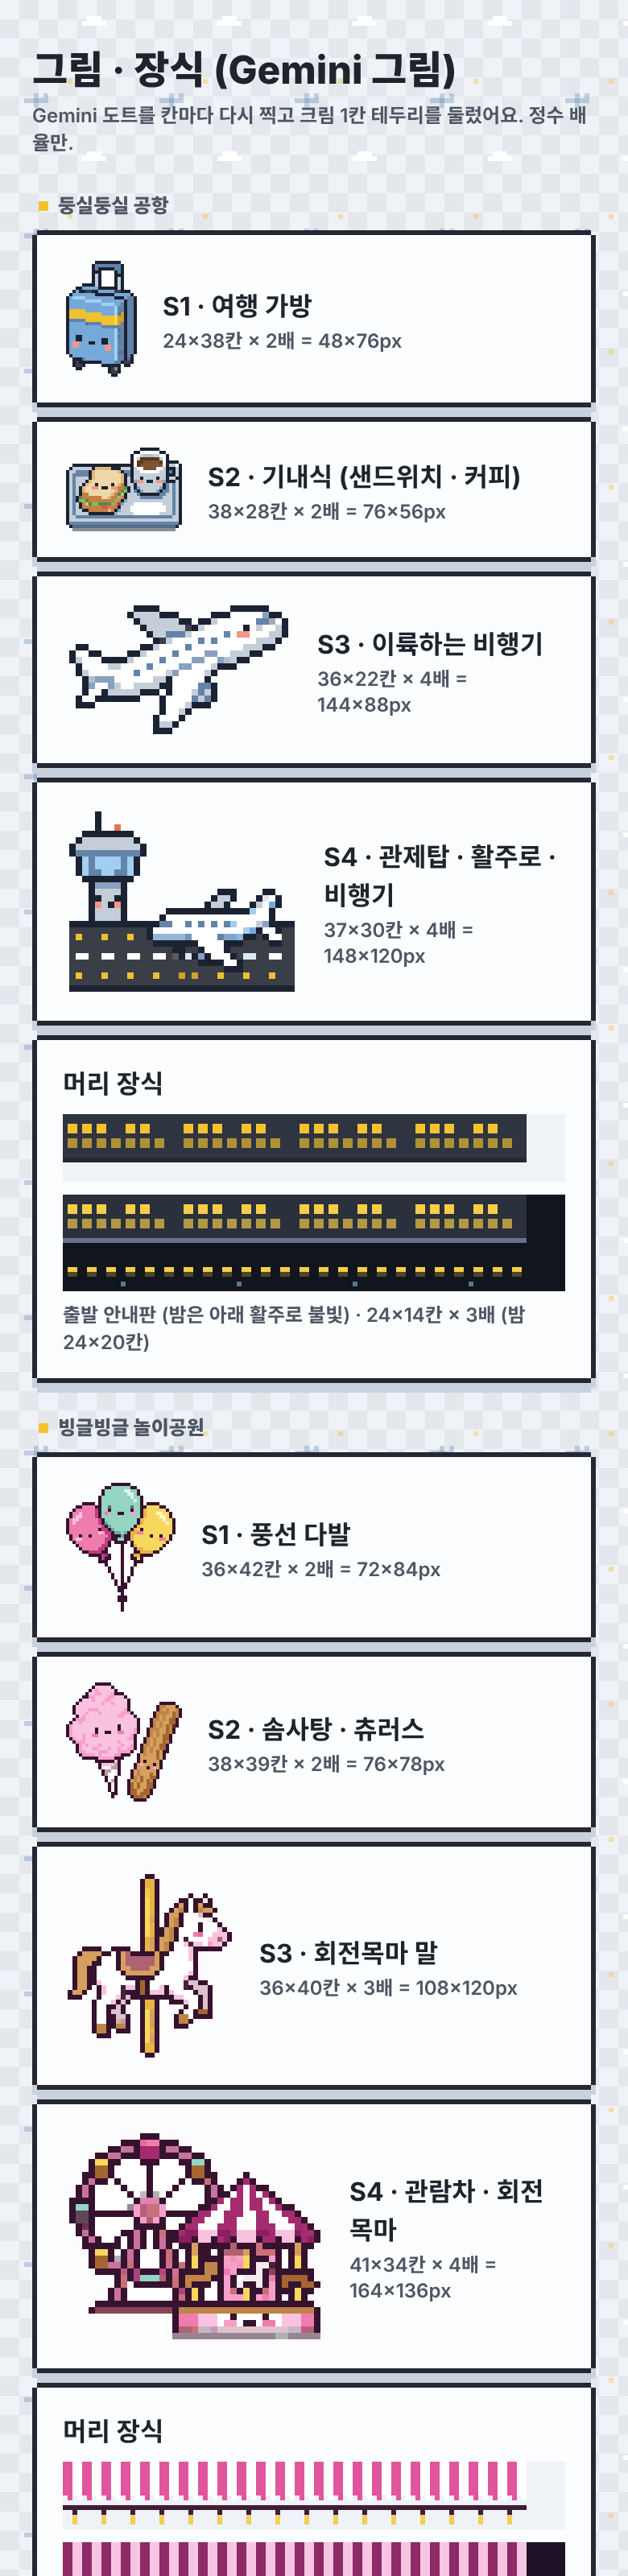 그림 · 장식 (Gemini 그림)
Gemini 도트를 칸마다 다시 찍고 크림 1칸 테두리를 둘렀어요. 정수 배
율만.
둥실둥실 공항
S1 · 여행 가방
24×38칸 × 2배 = 48×76px
S2 · 기내식 (샌드위치 · 커피)
38×28칸 × 2배 = 76×56px
S3 · 이륙하는 비행기
36×22칸 × 4배 =
144×88px
S4 · 관제탑 · 활주로 ·
비행기
37×30칸 × 4배 =
148×120px
머리 장식
출발 안내판 (밤은 아래 활주로 불빛) · 24×14칸 × 3배 (밤
24×20칸)
빙글빙글 놀이공원
S1 · 풍선 다발
36×42칸 × 2배 = 72×84px
S2 · 솜사탕 · 츄러스
38×39칸 × 2배 = 76×78px
S3 · 회전목마 말
36×40칸 × 3배 = 108×120px
S4 · 관람차 · 회전
목마
41×34칸 × 4배 =
164×136px
머리 장식